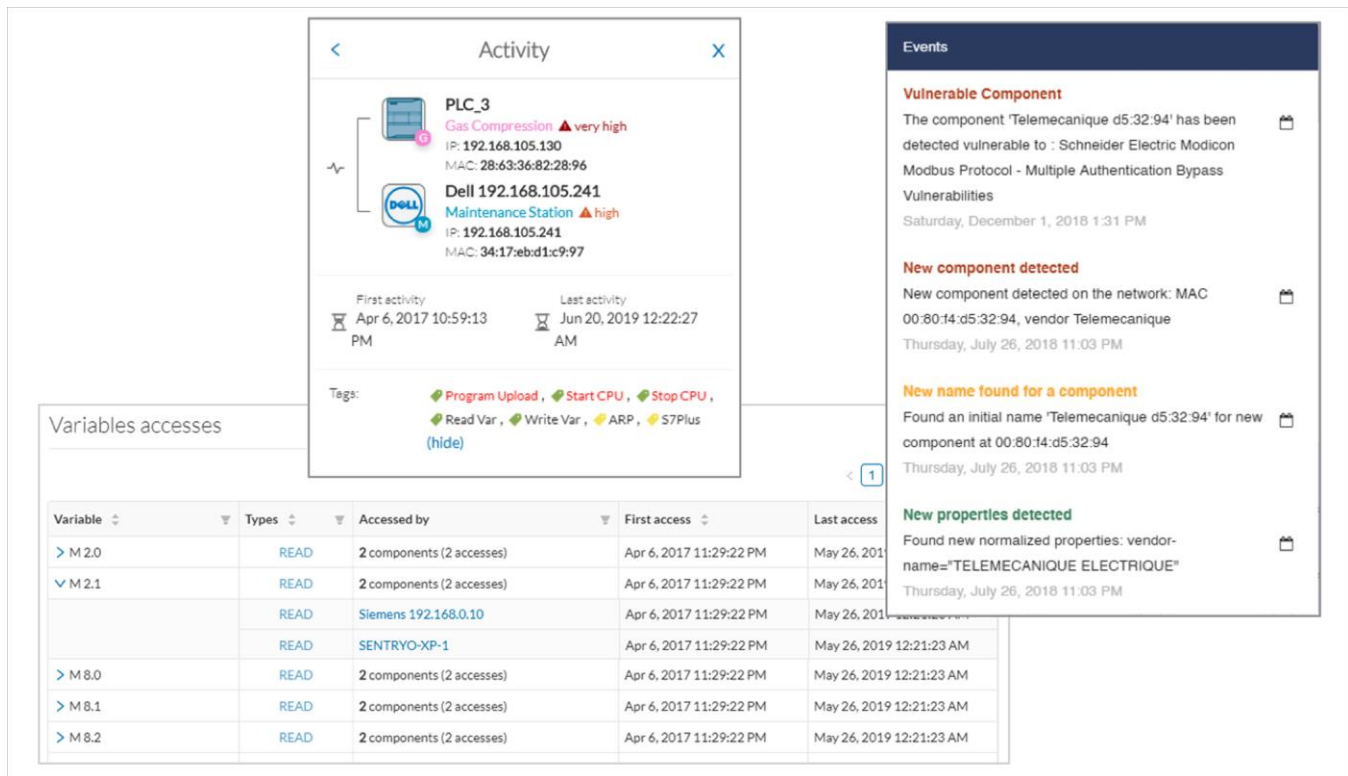 Activity
PLC_3
Gas Compression very high
G
IP: 192.168.105.130
MAC: 28:63:36:82:28:96
DELL
Dell 192.168.105.241
Maintenance Station high
M
IP: 192.168.105.241
MAC: 34:17:eb:d1:c9:97
First activity
Apr 6, 2017 10:59:13
PM
Last activity
Jun 20, 2019 12:22:27
AM
Tags:
Program Upload , Start CPU , Stop CPU ,
Read Var , Write Var , ARP , S7Plus
(hide)
Events
Vulnerable Component
The component 'Telemecanique d5:32:94' has been
detected vulnerable to : Schneider Electric Modicon
Modbus Protocol - Multiple Authentication Bypass
Vulnerabilities
Saturday, December 1, 2018 1:31 PM
New component detected
New component detected on the network: MAC
00:80:f4:d5:32:94, vendor Telemecanique
Thursday, July 26, 2018 11:03 PM
New name found for a component
Found an initial name 'Telemecanique d5:32:94' for new
component at 00:80:f4:d5:32:94
Thursday, July 26, 2018 11:03 PM
New properties detected
Found new normalized properties: vendor-
name="TELEMECANIQUE ELECTRIQUE"
Thursday, July 26, 2018 11:03 PM
Variables accesses
< 1
Variable Types Accessed by First access Last access
> M 2.0 READ 2 components (2 accesses) Apr 6, 2017 11:29:22 PM May 26, 201
M 2.1 READ 2 components (2 accesses) Apr 6, 2017 11:29:22 PM May 26, 201
READ Siemens 192.168.0.10 Apr 6, 2017 11:29:22 PM May 26, 201
READ SENTRYO-XP-1 Apr 6, 2017 11:29:22 PM May 26, 2019 12:21:23 AM
> M 8.0 READ 2 components (2 accesses) Apr 6, 2017 11:29:22 PM May 26, 2019 12:21:23 AM
> M 8.1 READ 2 components (2 accesses) Apr 6, 2017 11:29:22 PM May 26, 2019 12:21:23 AM
> M 8.2 READ 2 components (2 accesses) Apr 6, 2017 11:29:22 PM May 26, 2019 12:21:23 AM